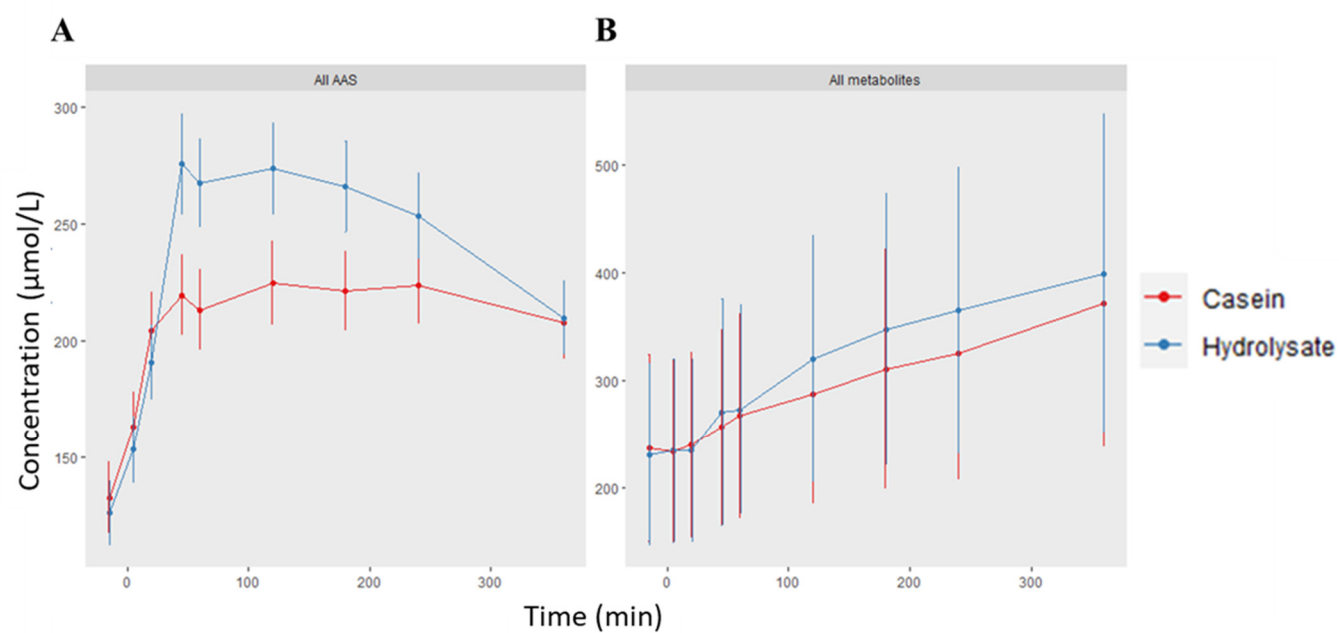 A
B
All AAS
All metabolites
300
250
200
150
500
400
300
200
Concentration (µmol/L)
Casein
Hydrolysate
0
100
200
300
0
100
200
300
Time (min)